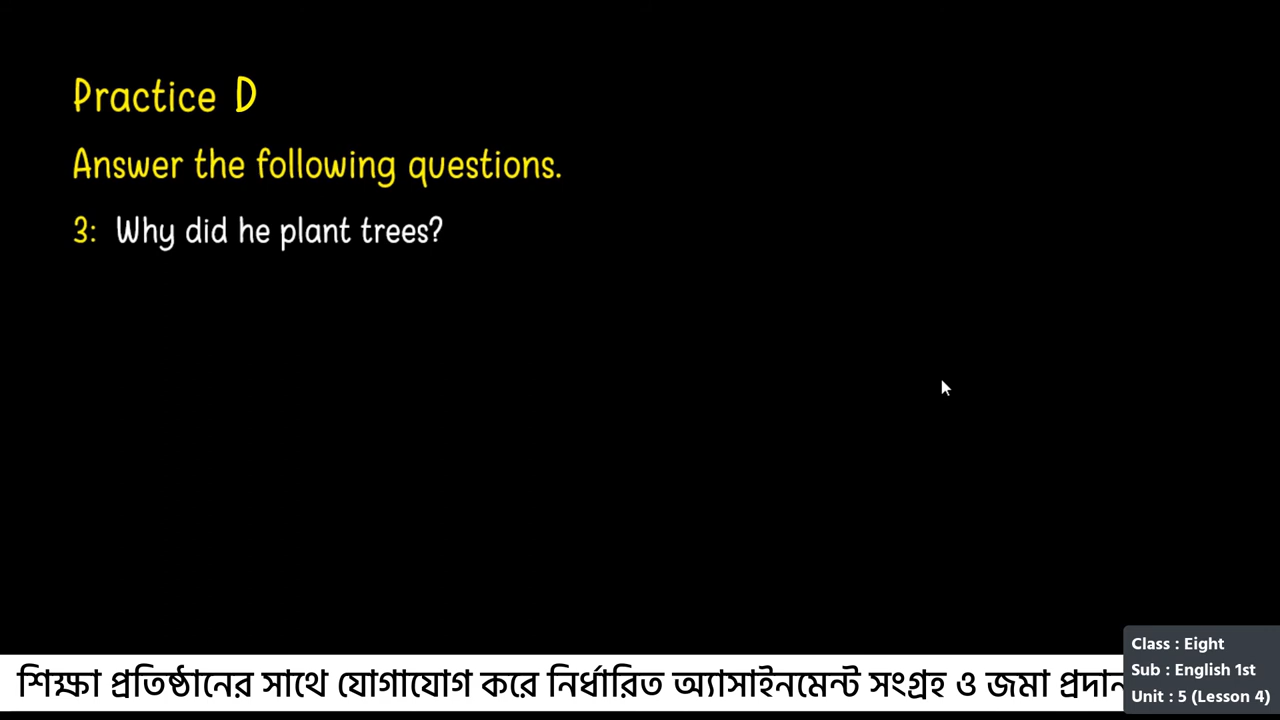 Practice D
Answer the following questions.
3: Why did he plant trees?
শিক্ষা প্রতিষ্ঠানের সাথে যোগাযোগ করে নির্ধারিত অ্যাসাইনমেন্ট সংগ্রহ ও জমা প্রদান
Class : Eight
Sub : English 1st
Unit : 5 (Lesson 4)